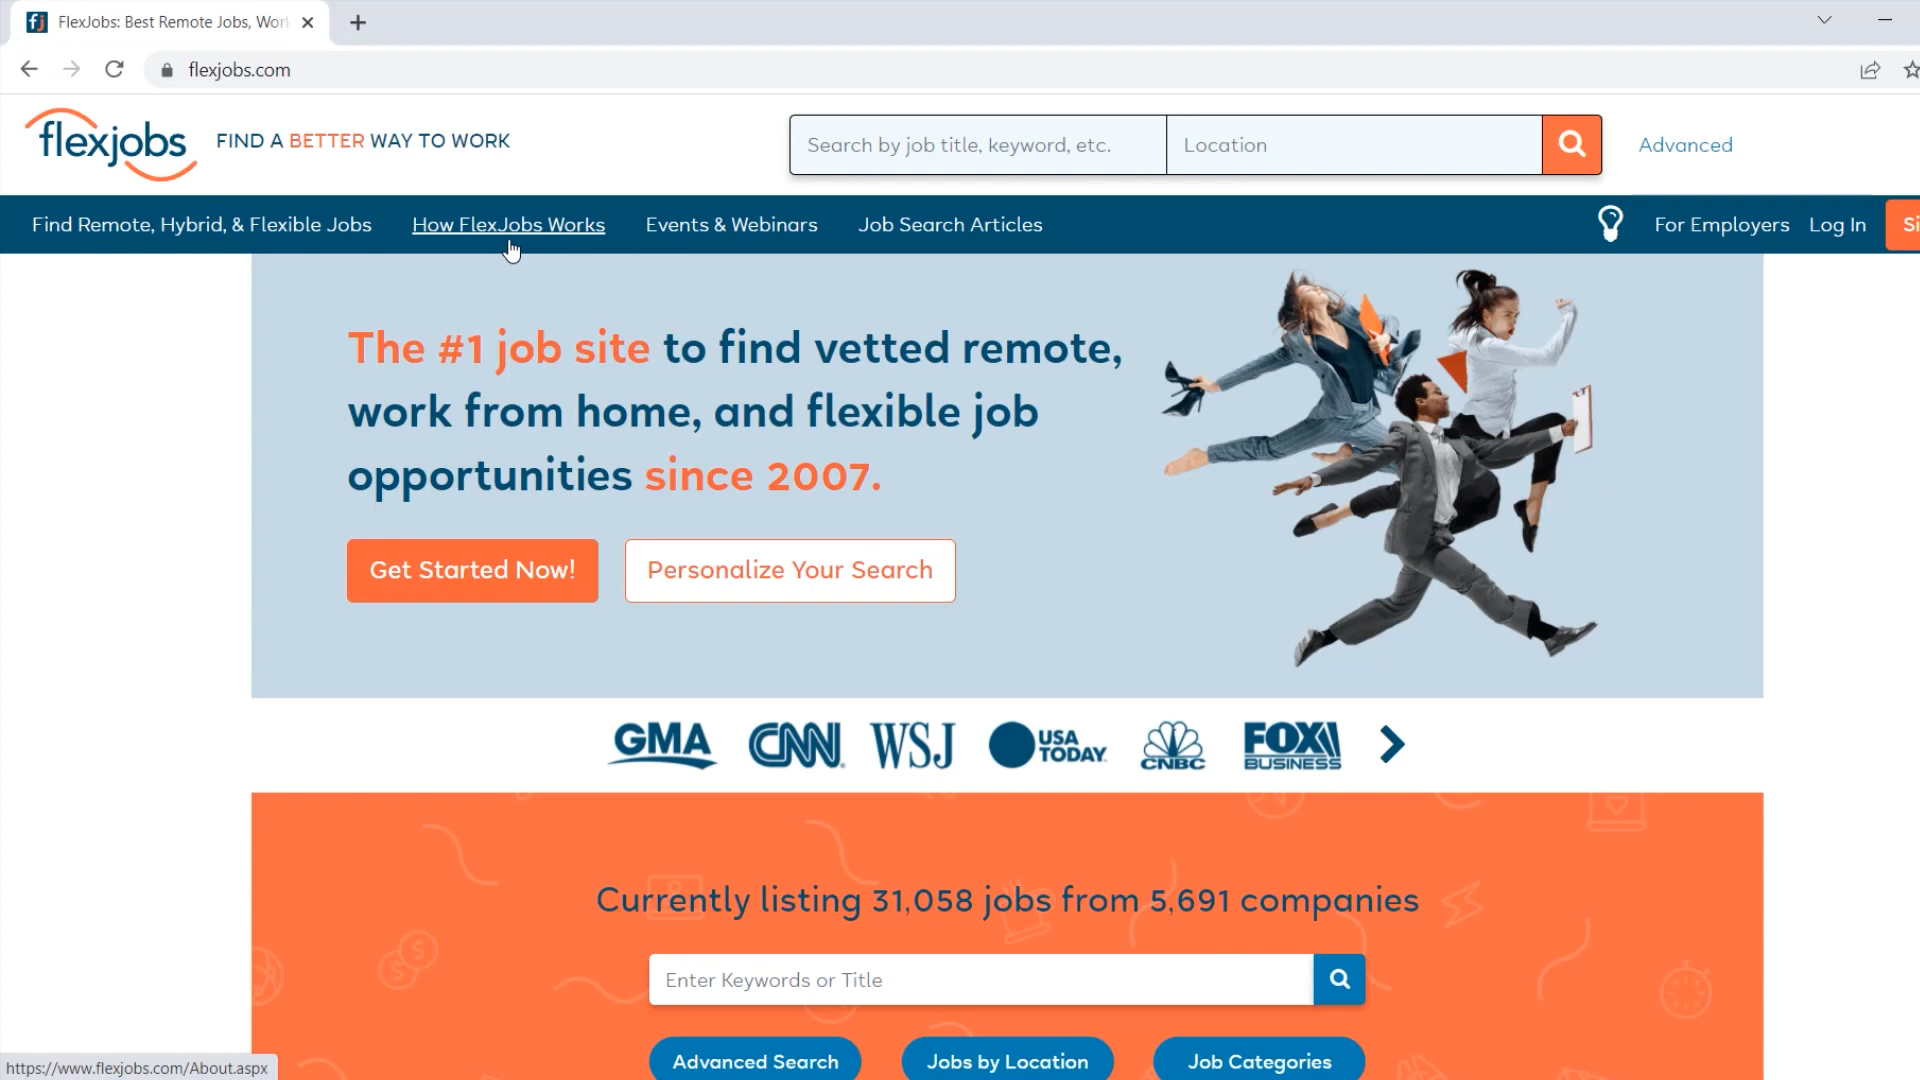 FlexJobs: Best Remote Jobs, Wor
flexjobs.com
flexjobs
FIND A BETTER WAY TO WORK
Search by job title, keyword, etc.
Location
Advanced
Find Remote, Hybrid, & Flexible Jobs
How FlexJobs Works
Events & Webinars
Job Search Articles
For Employers
Log In
Si
The #1 job site to find vetted remote,
work from home, and flexible job
opportunities since 2007.
Get Started Now!
Personalize Your Search
GMA
CNN
WSJ
USA
TODAY
CNBC
FOX
BUSINESS
Currently listing 31,058 jobs from 5,691 companies
Enter Keywords or Title
Advanced Search
Jobs by Location
Job Categories
https://www.flexjobs.com/About.aspx